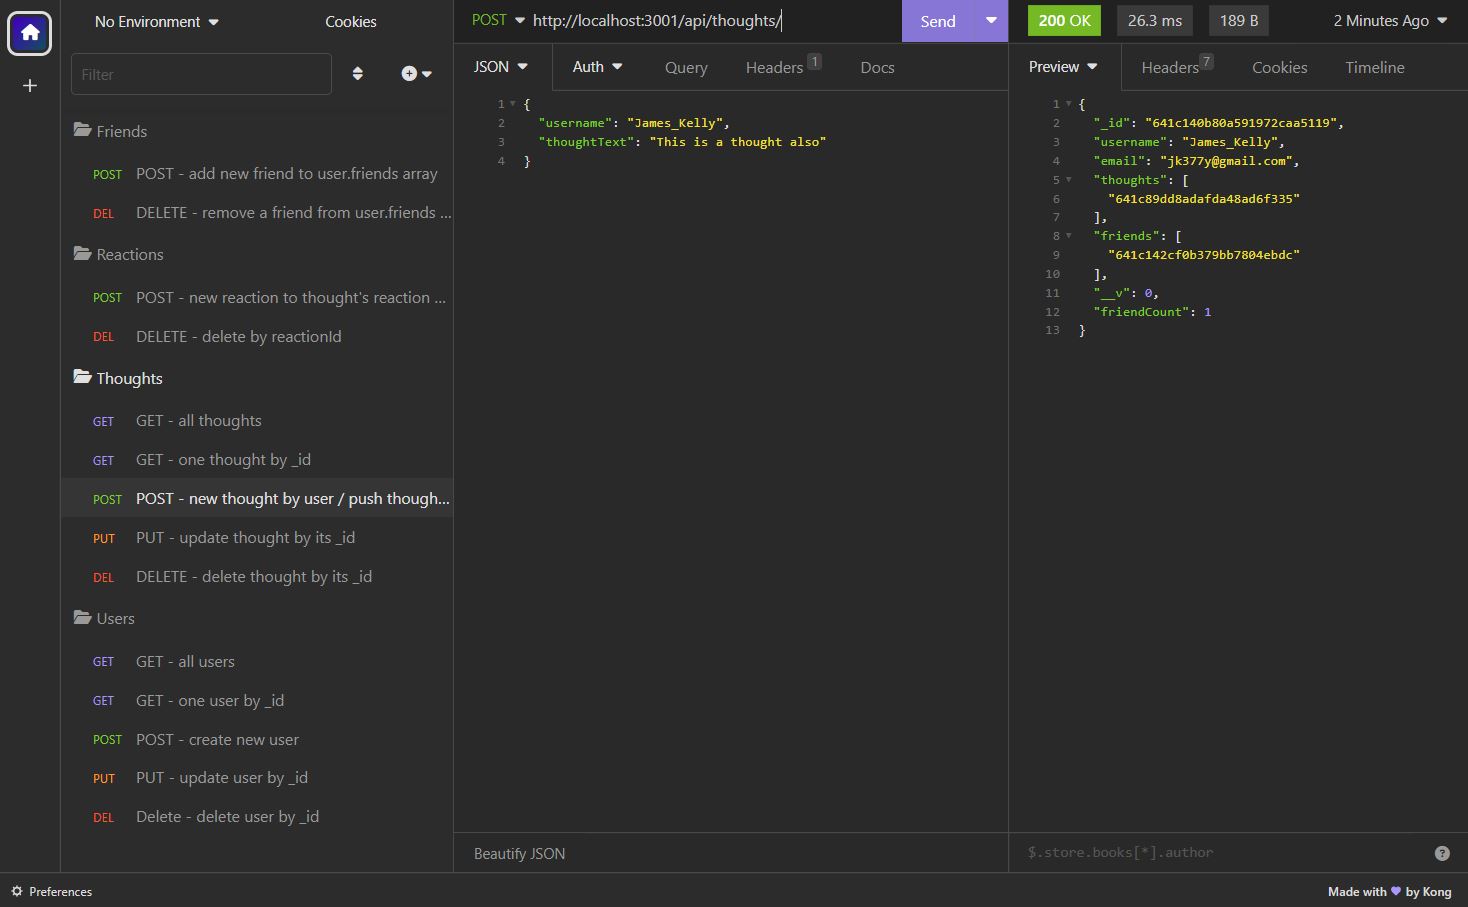 No Environment
Cookies
Filter
Friends
POST POST - add new friend to user.friends array
DEL DELETE - remove a friend from user.friends ...
Reactions
POST POST - new reaction to thought's reaction ...
DEL DELETE - delete by reactionId
Thoughts
GET GET - all thoughts
GET GET - one thought by _id
POST POST - new thought by user / push though...
PUT PUT - update thought by its _id
DEL DELETE - delete thought by its _id
Users
GET GET - all users
GET GET - one user by _id
POST POST - create new user
PUT PUT - update user by _id
DEL Delete - delete user by _id
Preferences
POST http://localhost:3001/api/thoughts/ Send
JSON Auth Query Headers 1 Docs
1 {
2 "username": "James_Kelly",
3 "thoughtText": "This is a thought also"
4 }
Beautify JSON
200 OK 26.3 ms 189 B 2 Minutes Ago
Preview Headers 7 Cookies Timeline
1 {
2 "_id": "641c140b80a591972caa5119",
3 "username": "James_Kelly",
4 "email": "jk377y@gmail.com",
5 "thoughts": [
6 "641c89dd8adafda48ad6f335"
7 ],
8 "friends": [
9 "641c142cf0b379bb7804ebdc"
10 ],
11 "__v": 0,
12 "friendCount": 1
13 }
$.store.books[*].author ?
Made with by Kong